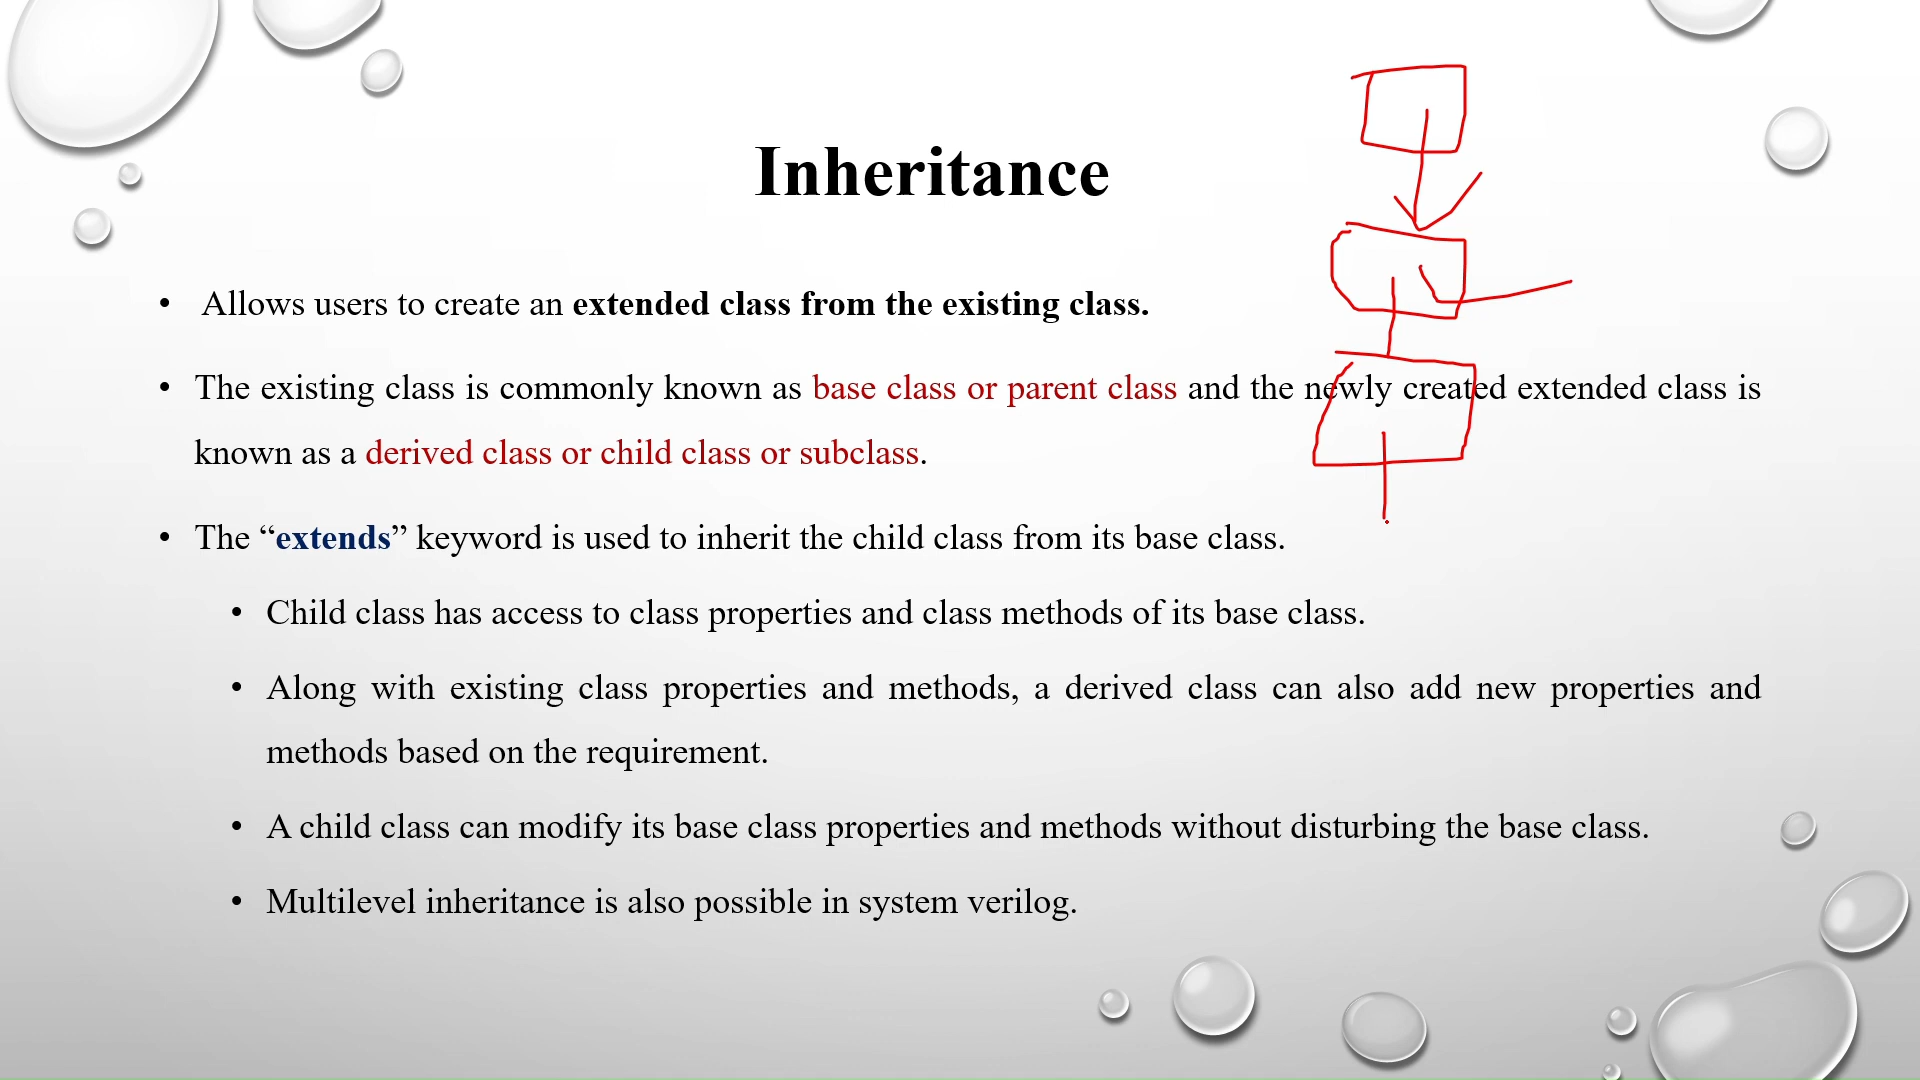 Inheritance
• Allows users to create an extended class from the existing class.
• The existing class is commonly known as base class or parent class and the newly created extended class is
known as a derived class or child class or subclass.
• The “extends” keyword is used to inherit the child class from its base class.
• Child class has access to class properties and class methods of its base class.
• Along with existing class properties and methods, a derived class can also add new properties and
methods based on the requirement.
• A child class can modify its base class properties and methods without disturbing the base class.
• Multilevel inheritance is also possible in system verilog.